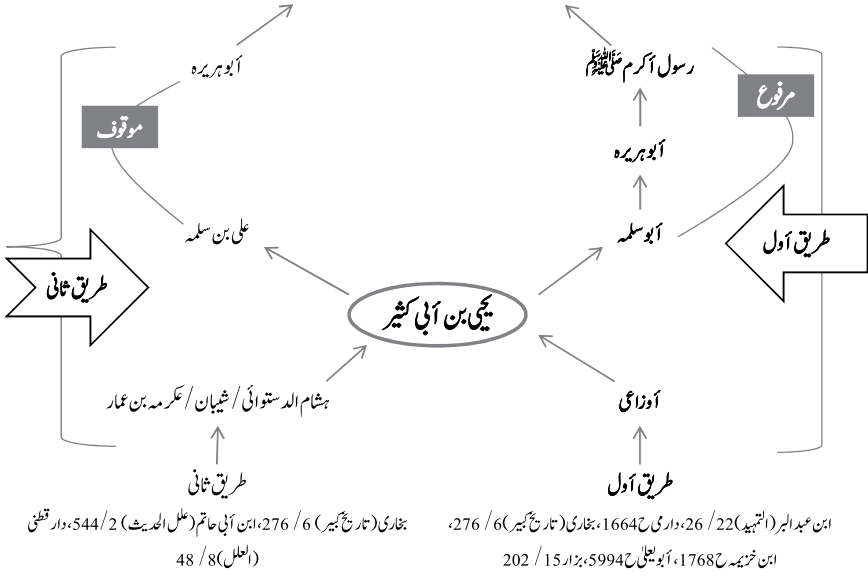 رسول أکرم ﷺ
أبوہریرہ
مرفوع
موقوف
أبوہریرہ
أبوسلمہ
علی بن سلمہ
طریق أول
طریق ثانی
یحیی بن أبی کثیر
أوزاعی
ہشام الدستوائی/شیبان/عکرمہ بن عمار
طریق أول
طریق ثانی
ابن عبد البر(التمہید)22/ 26،دارمی ح1664، بخاری(تاریخ کبیر)6/ 276،
ابن خزیمہ ح1768، أبویعلیٰ ح5994، بزار15/ 202
بخاری(تاریخ کبیر) 6/ 276، ابن أبی حاتم(علل الحدیث) 2/544،دار قطنی
(العلل)8/ 48